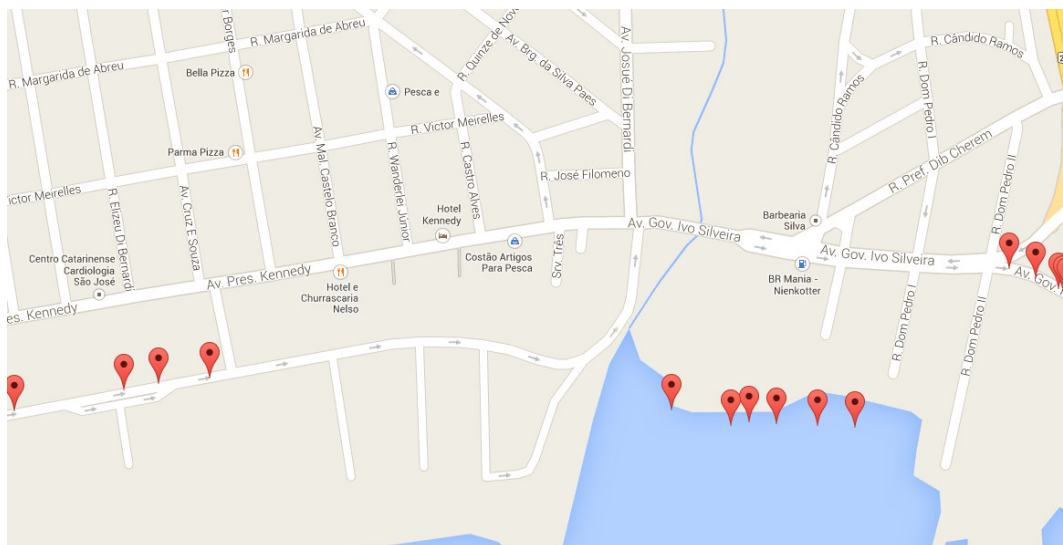 R. Quinze de Nove
R. Margarida de Abreu
Av. Brg. da Silva Paes
Av. Josué Di Bernardi
R. Cândido Ramos
Borges
R. Margarida de Abreu
Bella Pizza
Pesca e
R. Victor Meirelles
R. Cândido Ramos
R. Dom Pedro I
Av. Mal. Castelo Branco
R. Wanderlei Júnior
R. Castro Alves
R. Pref. Dib Cherem
Parma Pizza
R. José Filomeno
R. Dom Pedro II
Victor Meirelles
R. Elizeu Di Bernardi
Av. Cruz E Souza
Hotel
Kennedy
Barbearia
Silva
Av. Gov. Ivo Silveira
Centro Catarinense
Cardiologia
São José
Costão Artigos
Para Pesca
Srv. Três
Av. Gov. Ivo Silveira
Av. Pres. Kennedy
Hotel e
Churrascaria
Nelso
BR Mania -
Nienkotter
Av. Gov. I
res. Kennedy
R. Dom Pedro I
R. Dom Pedro II